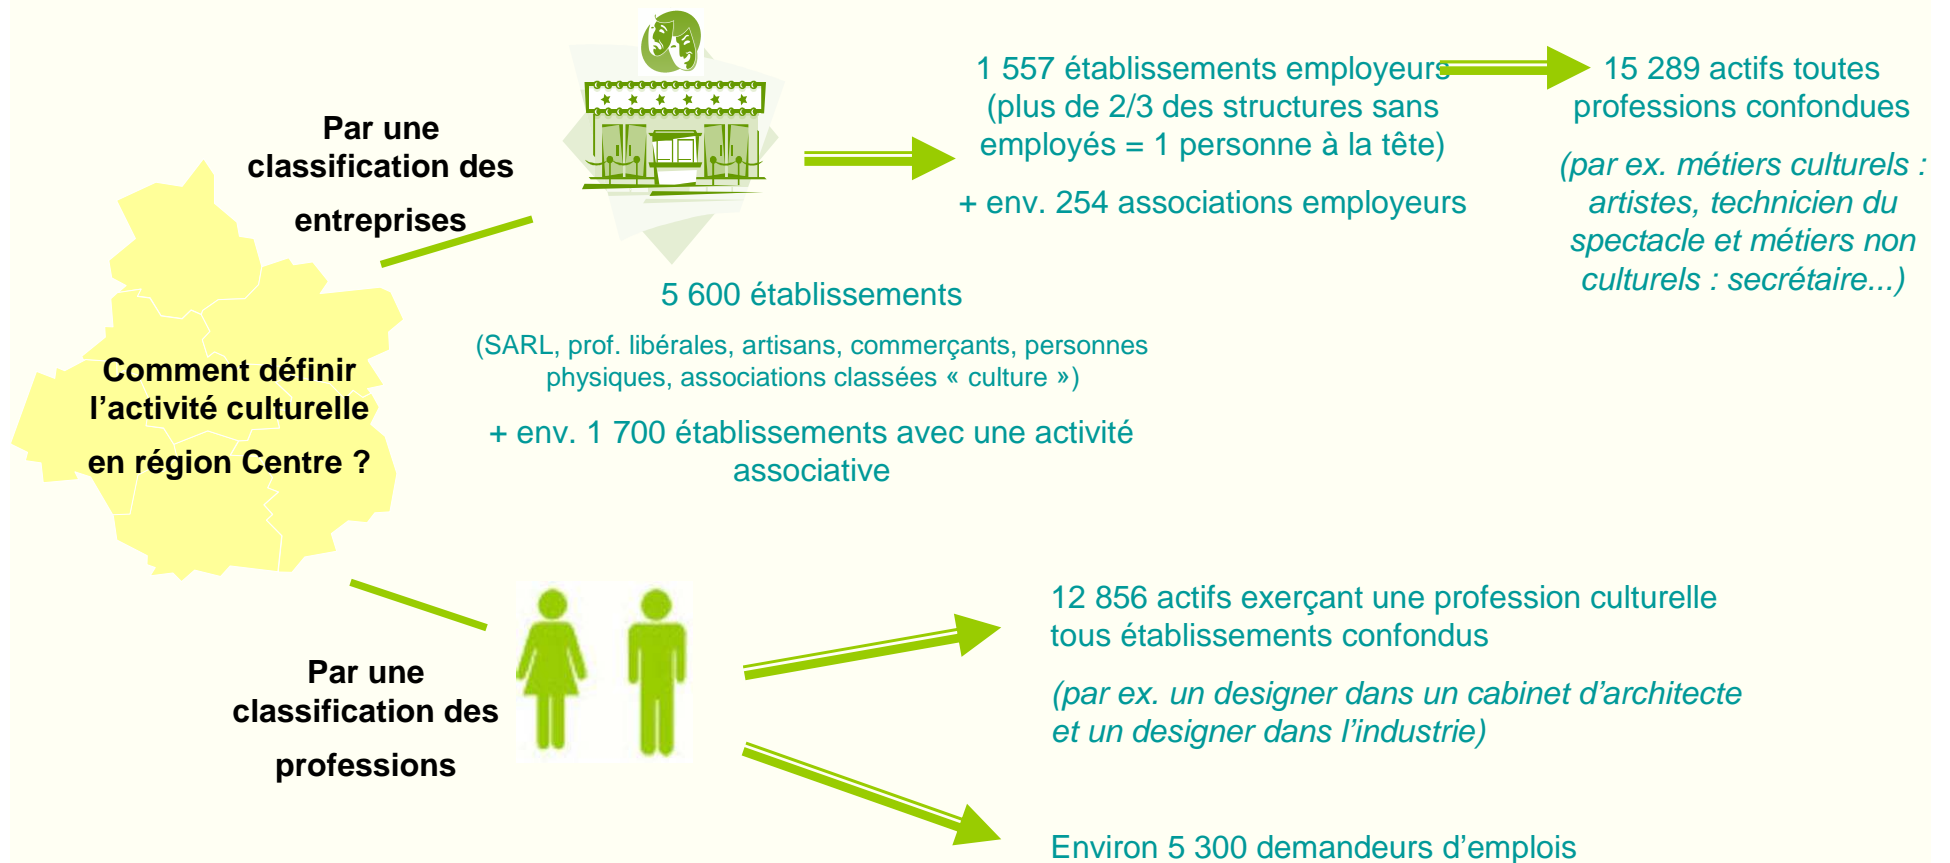 Comment définir
l’activité culturelle
en région Centre ?
Par une
classification des
entreprises
5 600 établissements
(SARL, prof. libérales, artisans, commerçants, personnes
physiques, associations classées « culture »)
+ env. 1 700 établissements avec une activité
associative
1 557 établissements employeurs
(plus de 2/3 des structures sans
employés = 1 personne à la tête)
+ env. 254 associations employeurs
15 289 actifs toutes
professions confondues
(par ex. métiers culturels :
artistes, technicien du
spectacle et métiers non
culturels : secrétaire...)
Par une
classification des
professions
12 856 actifs exerçant une profession culturelle
tous établissements confondus
(par ex. un designer dans un cabinet d’architecte
et un designer dans l’industrie)
Environ 5 300 demandeurs d’emplois